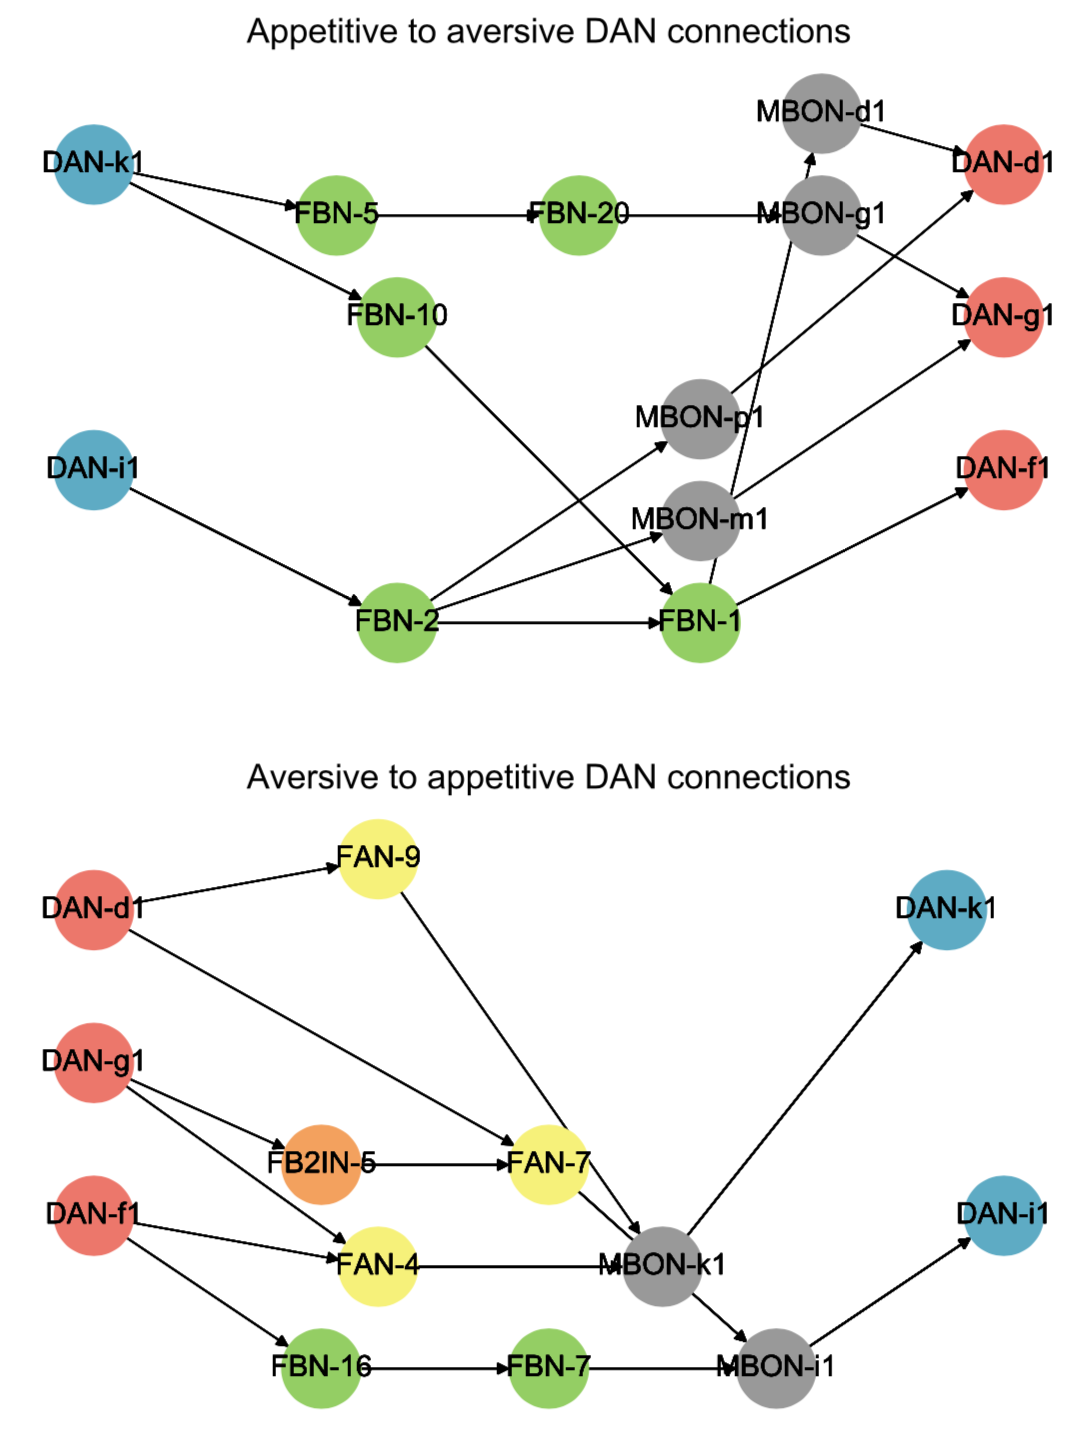 Appetitive to aversive DAN connections
MBON-d1
DAN-k1
DAN-d1
FBN-5
FBN-20
MBON-g1
FBN-10
DAN-g1
MBON-p1
DAN-i1
DAN-f1
MBON-m1
FBN-2
FBN-1
Aversive to appetitive DAN connections
FAN-9
DAN-d1
DAN-k1
DAN-g1
FB2IN-5
FAN-7
DAN-f1
DAN-i1
FAN-4
MBON-k1
FBN-16
FBN-7
MBON-i1